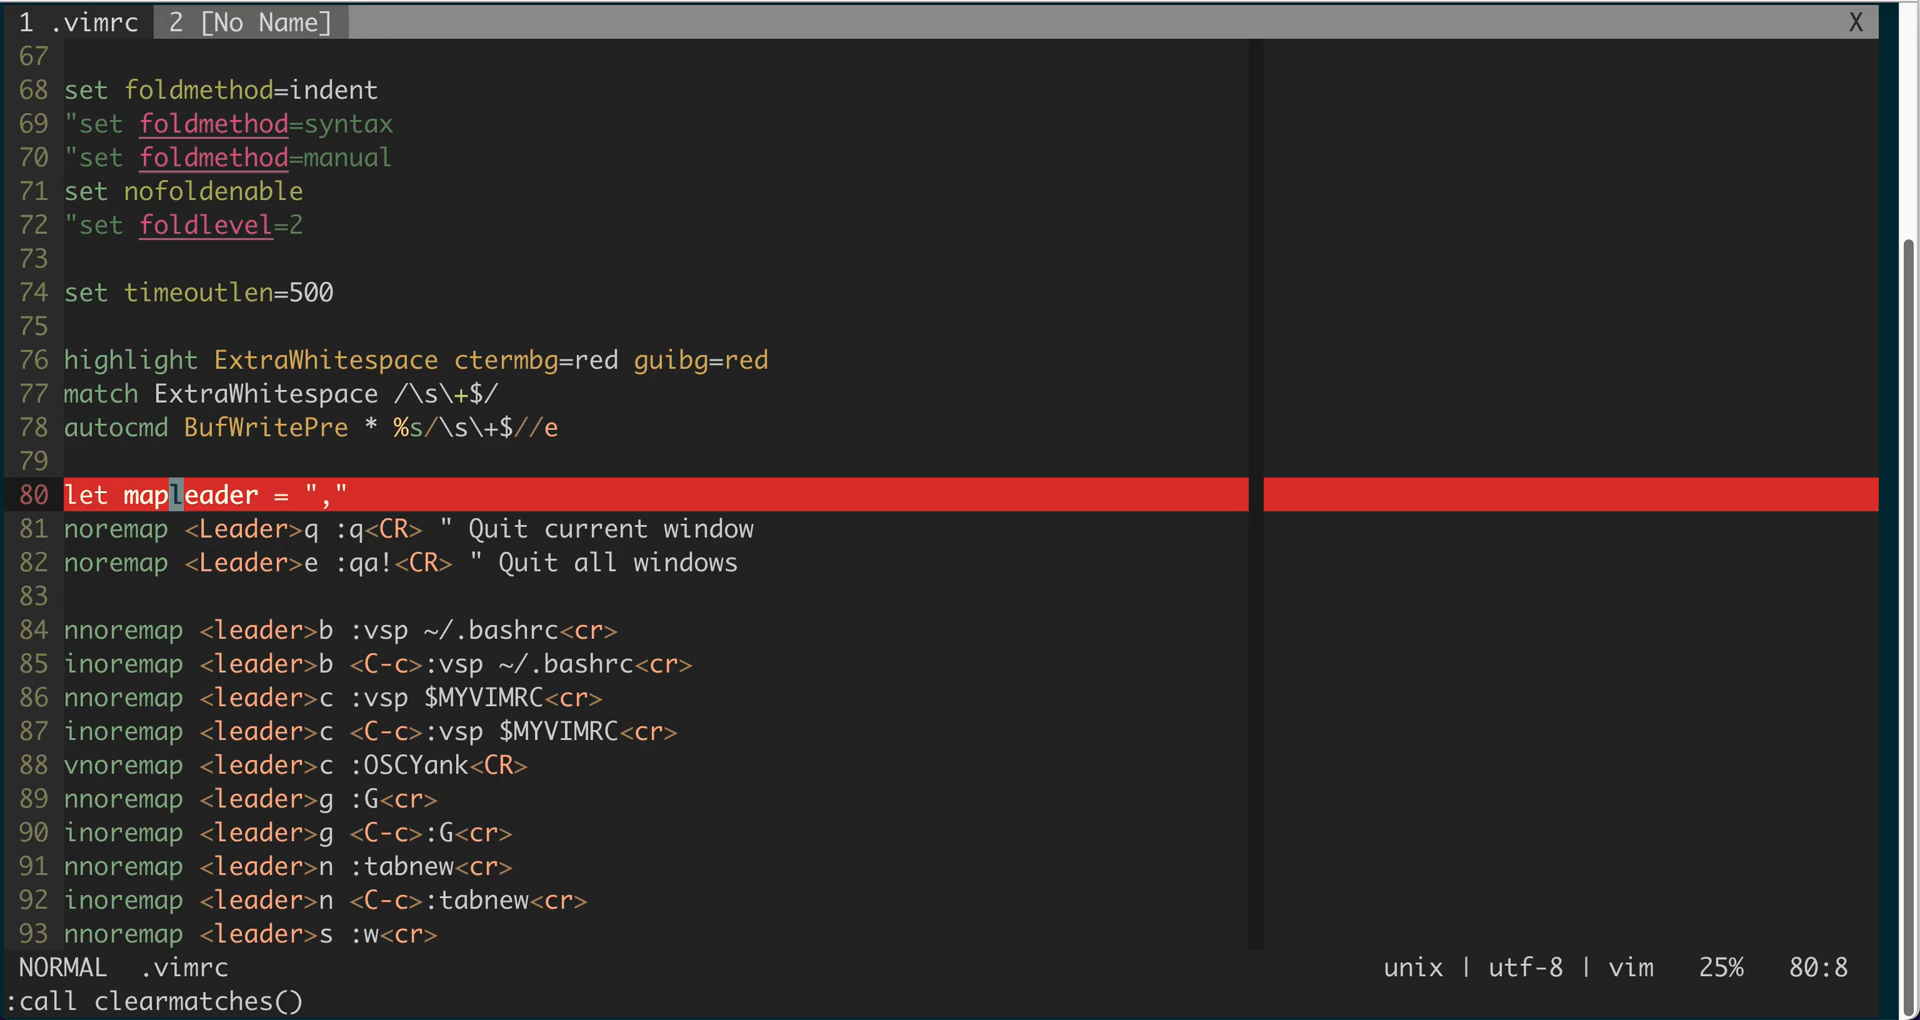 1 .vimrc  2 [No Name] X
67
68 set foldmethod=indent
69 "set foldmethod=syntax
70 "set foldmethod=manual
71 set nofoldenable
72 "set foldlevel=2
73
74 set timeoutlen=500
75
76 highlight ExtraWhitespace ctermbg=red guibg=red
77 match ExtraWhitespace /\s\+$/
78 autocmd BufWritePre * %s/\s\+$//e
79
80 let mapleader = ","
81 noremap <Leader>q :q<CR> " Quit current window
82 noremap <Leader>e :qa!<CR> " Quit all windows
83
84 nnoremap <leader>b :vsp ~/.bashrc<cr>
85 inoremap <leader>b <C-c>:vsp ~/.bashrc<cr>
86 nnoremap <leader>c :vsp $MYVIMRC<cr>
87 inoremap <leader>c <C-c>:vsp $MYVIMRC<cr>
88 vnoremap <leader>c :OSCYank<CR>
89 nnoremap <leader>g :G<cr>
90 inoremap <leader>g <C-c>:G<cr>
91 nnoremap <leader>n :tabnew<cr>
92 inoremap <leader>n <C-c>:tabnew<cr>
93 nnoremap <leader>s :w<cr>
NORMAL  .vimrc unix | utf-8 | vim  25%  80:8
:call clearmatches()